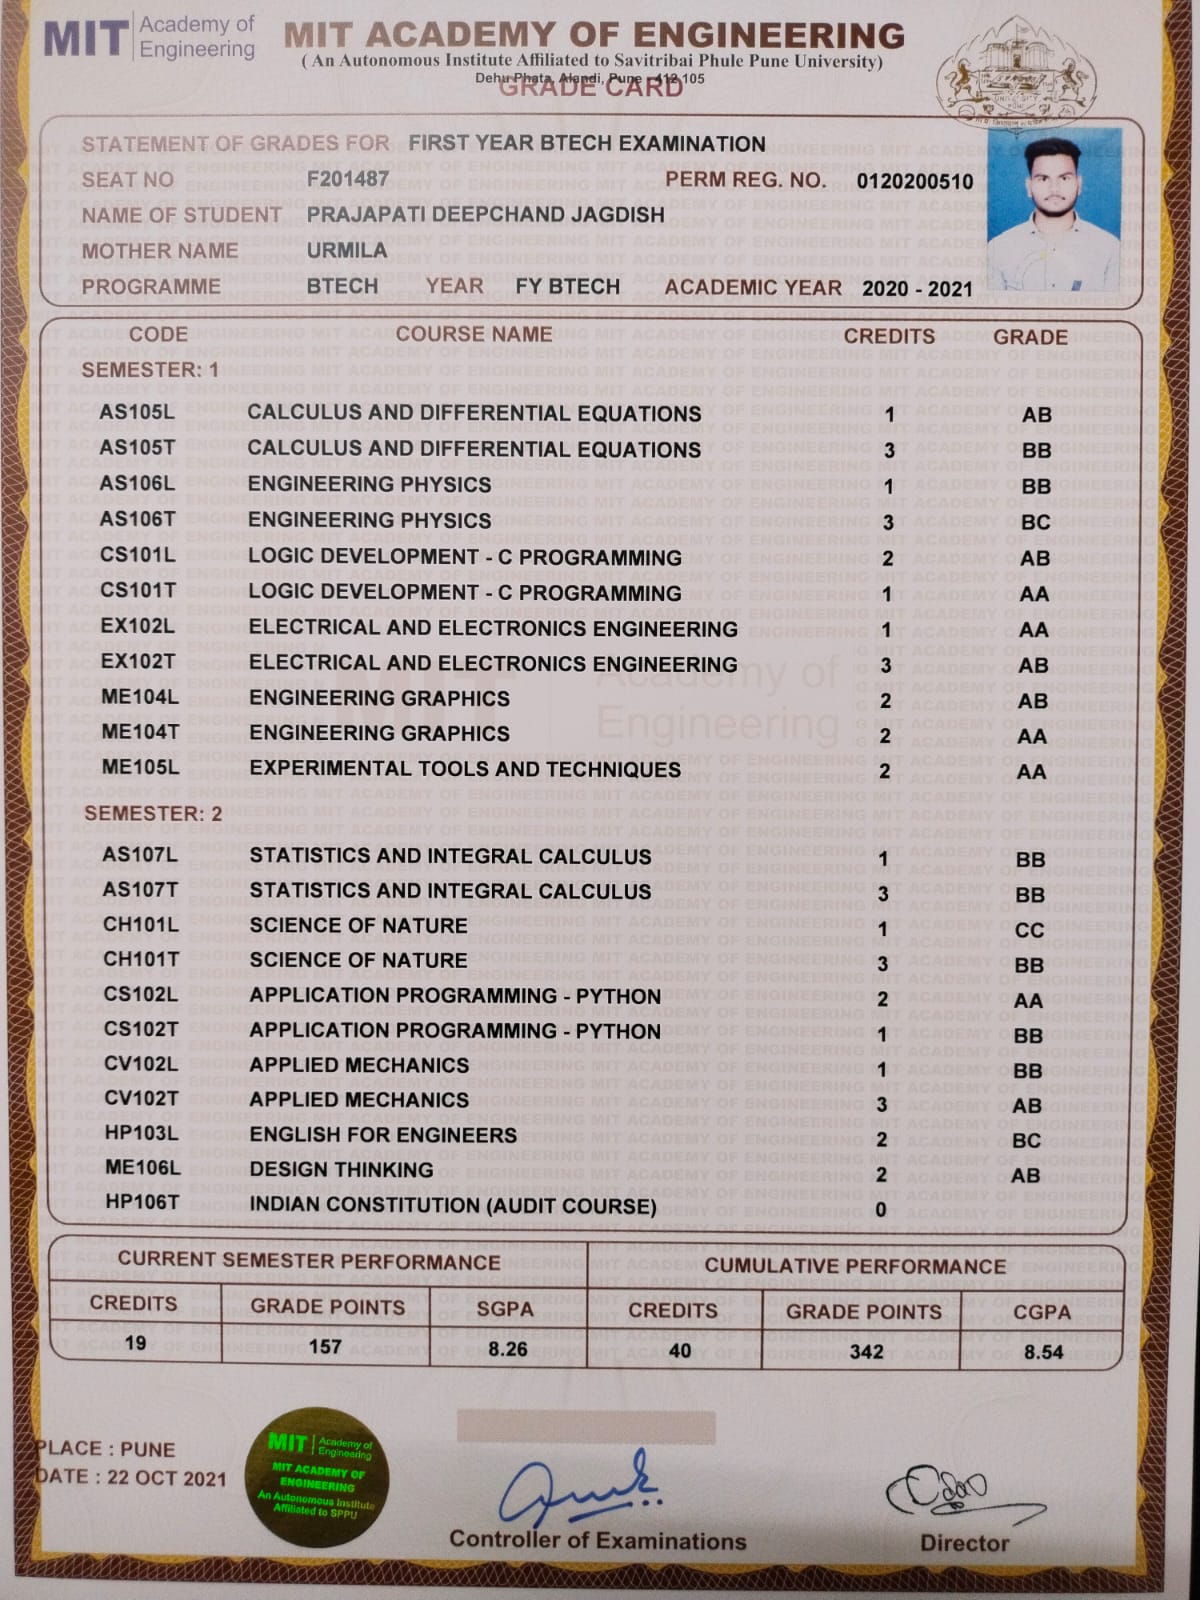 MIT Academy of Engineering
MIT ACADEMY OF ENGINEERING
( An Autonomous Institute Affiliated to Savitribai Phule Pune University)
Dehu Phata, Alandi, Pune - 412 105
GRADE CARD
STATEMENT OF GRADES FOR FIRST YEAR BTECH EXAMINATION
SEAT NO F201487 PERM REG. NO. 0120200510
NAME OF STUDENT PRAJAPATI DEEPCHAND JAGDISH
MOTHER NAME URMILA
PROGRAMME BTECH YEAR FY BTECH ACADEMIC YEAR 2020 - 2021
CODE COURSE NAME CREDITS GRADE
SEMESTER: 1
AS105L CALCULUS AND DIFFERENTIAL EQUATIONS 1 AB
AS105T CALCULUS AND DIFFERENTIAL EQUATIONS 3 BB
AS106L ENGINEERING PHYSICS 1 BB
AS106T ENGINEERING PHYSICS 3 BC
CS101L LOGIC DEVELOPMENT - C PROGRAMMING 2 AB
CS101T LOGIC DEVELOPMENT - C PROGRAMMING 1 AA
EX102L ELECTRICAL AND ELECTRONICS ENGINEERING 1 AA
EX102T ELECTRICAL AND ELECTRONICS ENGINEERING 3 AB
ME104L ENGINEERING GRAPHICS 2 AB
ME104T ENGINEERING GRAPHICS 2 AA
ME105L EXPERIMENTAL TOOLS AND TECHNIQUES 2 AA
SEMESTER: 2
AS107L STATISTICS AND INTEGRAL CALCULUS 1 BB
AS107T STATISTICS AND INTEGRAL CALCULUS 3 BB
CH101L SCIENCE OF NATURE 1 CC
CH101T SCIENCE OF NATURE 3 BB
CS102L APPLICATION PROGRAMMING - PYTHON 2 AA
CS102T APPLICATION PROGRAMMING - PYTHON 1 BB
CV102L APPLIED MECHANICS 1 BB
CV102T APPLIED MECHANICS 3 AB
HP103L ENGLISH FOR ENGINEERS 2 BC
ME106L DESIGN THINKING 2 AB
HP106T INDIAN CONSTITUTION (AUDIT COURSE) 0
CURRENT SEMESTER PERFORMANCE CUMULATIVE PERFORMANCE
CREDITS GRADE POINTS SGPA CREDITS GRADE POINTS CGPA
19 157 8.26 40 342 8.54
PLACE : PUNE
DATE : 22 OCT 2021
MIT Academy of Engineering
MIT ACADEMY OF
ENGINEERING
An Autonomous Institute
Affiliated to SPPU
Controller of Examinations
Director